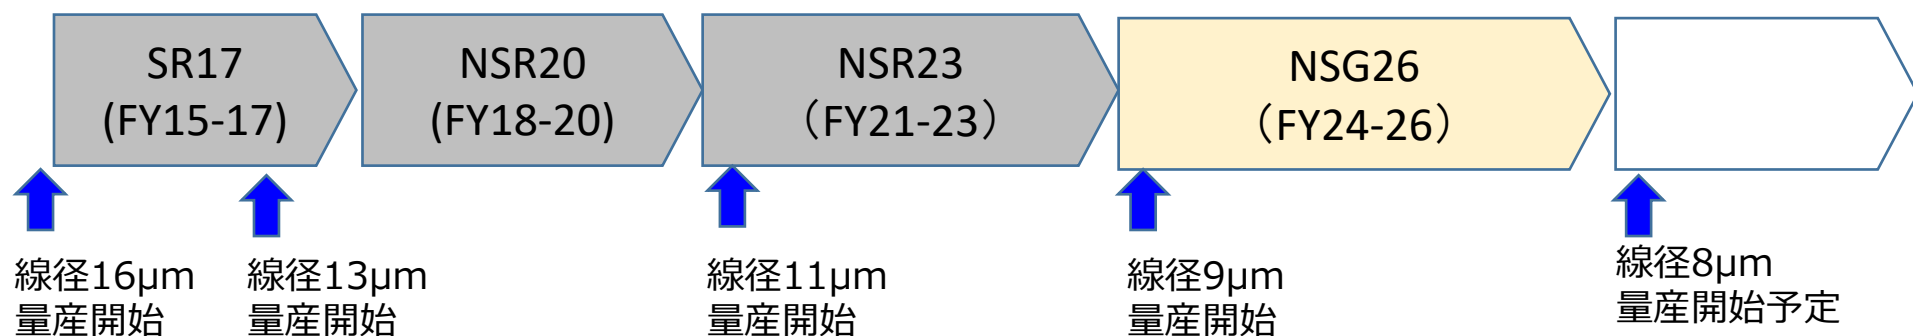 SR17
(FY15-17)
NSR20
(FY18-20)
NSR23
（FY21-23）
NSG26
（FY24-26）
線径16μm
量産開始
線径13μm
量産開始
線径11μm
量産開始
線径9μm
量産開始
線径8μm
量産開始予定